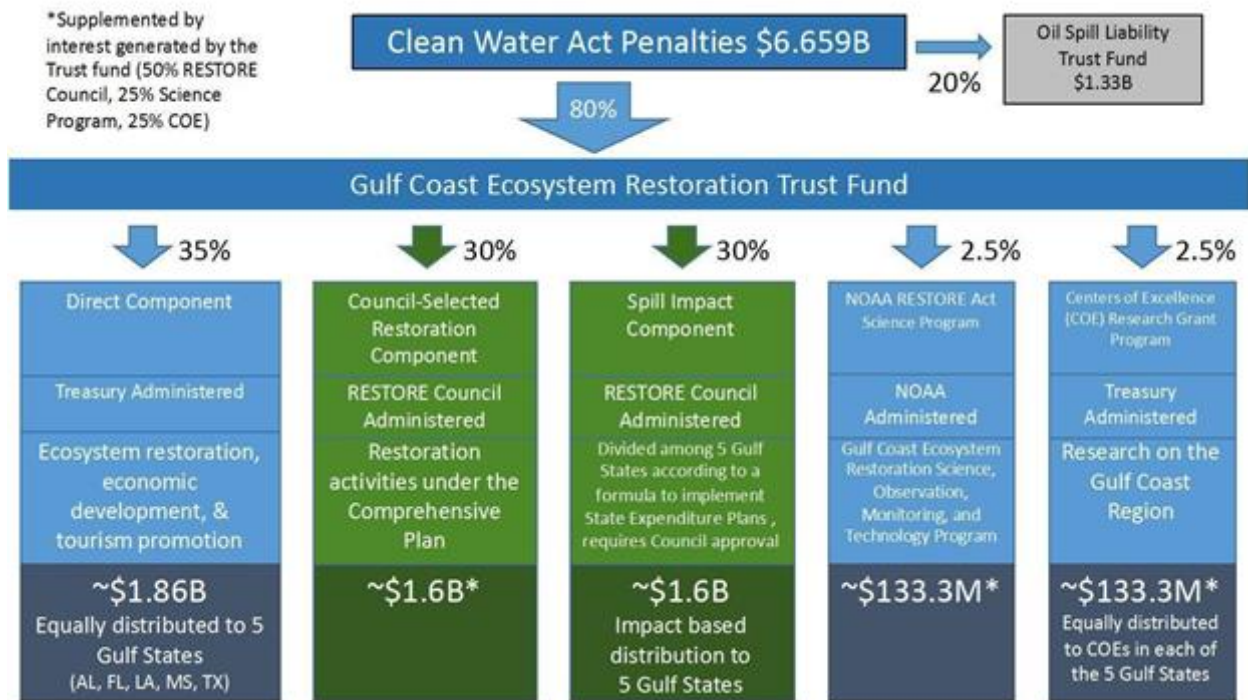 *Supplemented by
interest generated by the
Trust fund (50% RESTORE
Council, 25% Science
Program, 25% COE)
Clean Water Act Penalties $6.659B
20%
Oil Spill Liability
Trust Fund
$1.33B
80%
Gulf Coast Ecosystem Restoration Trust Fund
35%
30%
30%
2.5%
2.5%
Direct Component
Treasury Administered
Ecosystem restoration,
economic
development, &
tourism promotion
~$1.86B
Equally distributed to 5
Gulf States
(AL, FL, LA, MS, TX)
Council-Selected
Restoration
Component
RESTORE Council
Administered
Restoration
activities under the
Comprehensive
Plan
~$1.6B*
Spill Impact
Component
RESTORE Council
Administered
Divided among 5 Gulf
States according to a
formula to implement
State Expenditure Plans ,
requires Council approval
~$1.6B
Impact based
distribution to
5 Gulf States
NOAA RESTORE Act
Science Program
NOAA
Administered
Gulf Coast Ecosystem
Restoration Science,
Observation,
Monitoring, and
Technology Program
~$133.3M*
Centers of Excellence
(COE) Research Grant
Program
Treasury
Administered
Research on the
Gulf Coast
Region
~$133.3M*
Equally distributed
to COEs in each of
the 5 Gulf States